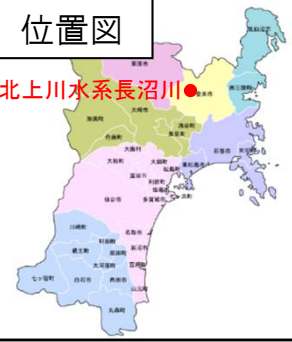 位置図
気仙沼市
栗原市
北上川水系長沼川
登米市
南三陸町
大崎市
加美町
涌谷町
美里町
色麻町
石巻市
女川町
大衡村
大和町
大郷町
松島町
東松島市
富谷市
利府町
塩竈市
七ヶ浜町
仙台市
多賀城市
川崎町
名取市
村田町
蔵王町
岩沼市
大河原町
柴田町
亘理町
七ヶ宿町
白石市
角田市
山元町
丸森町